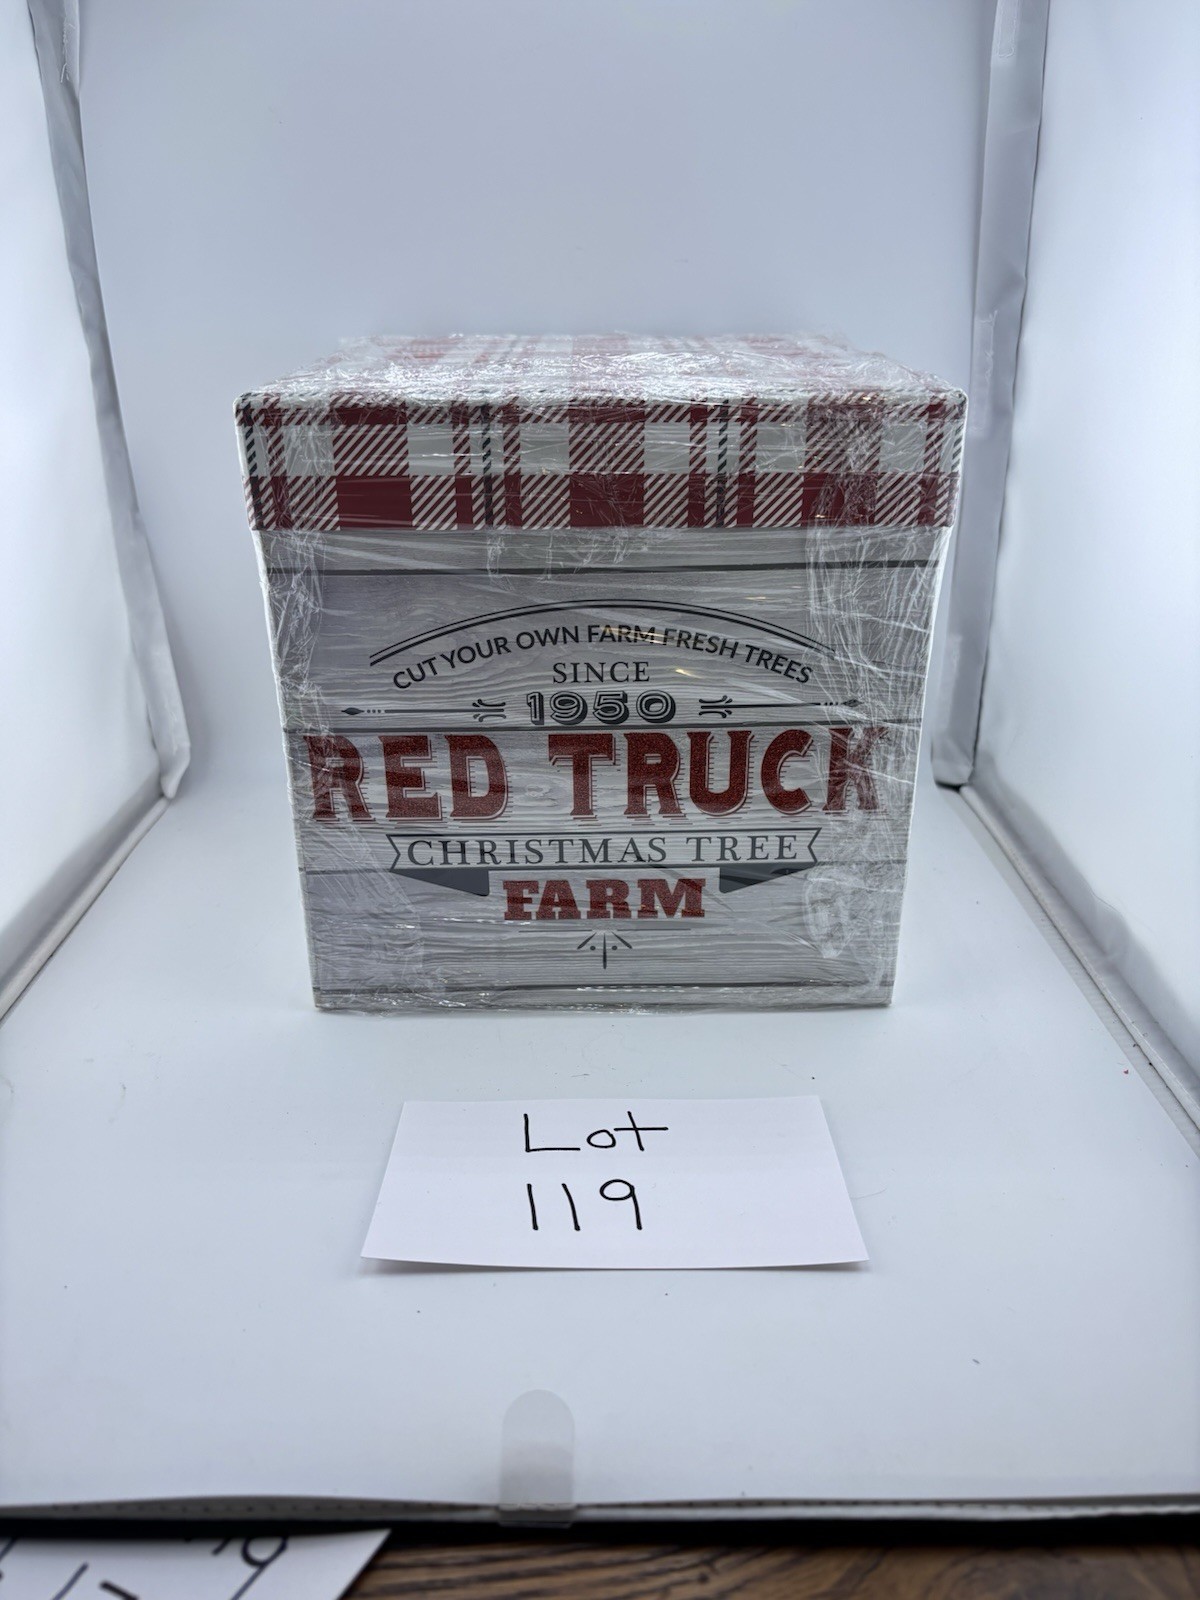 CUT YOUR OWN FARM FRESH TREES
SINCE
1950
RED TRUCK
CHRISTMAS TREE
FARM
Lot
119